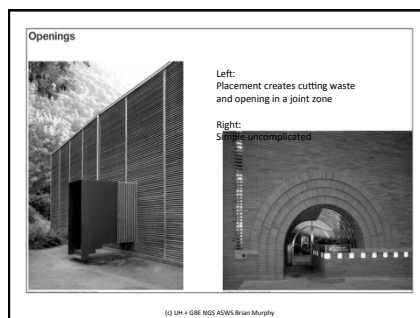 Openings
Left:
Placement creates cutting waste
and opening in a joint zone
Right:
Simple uncomplicated
(c) UH + GBE NGS ASWS Brian Murphy